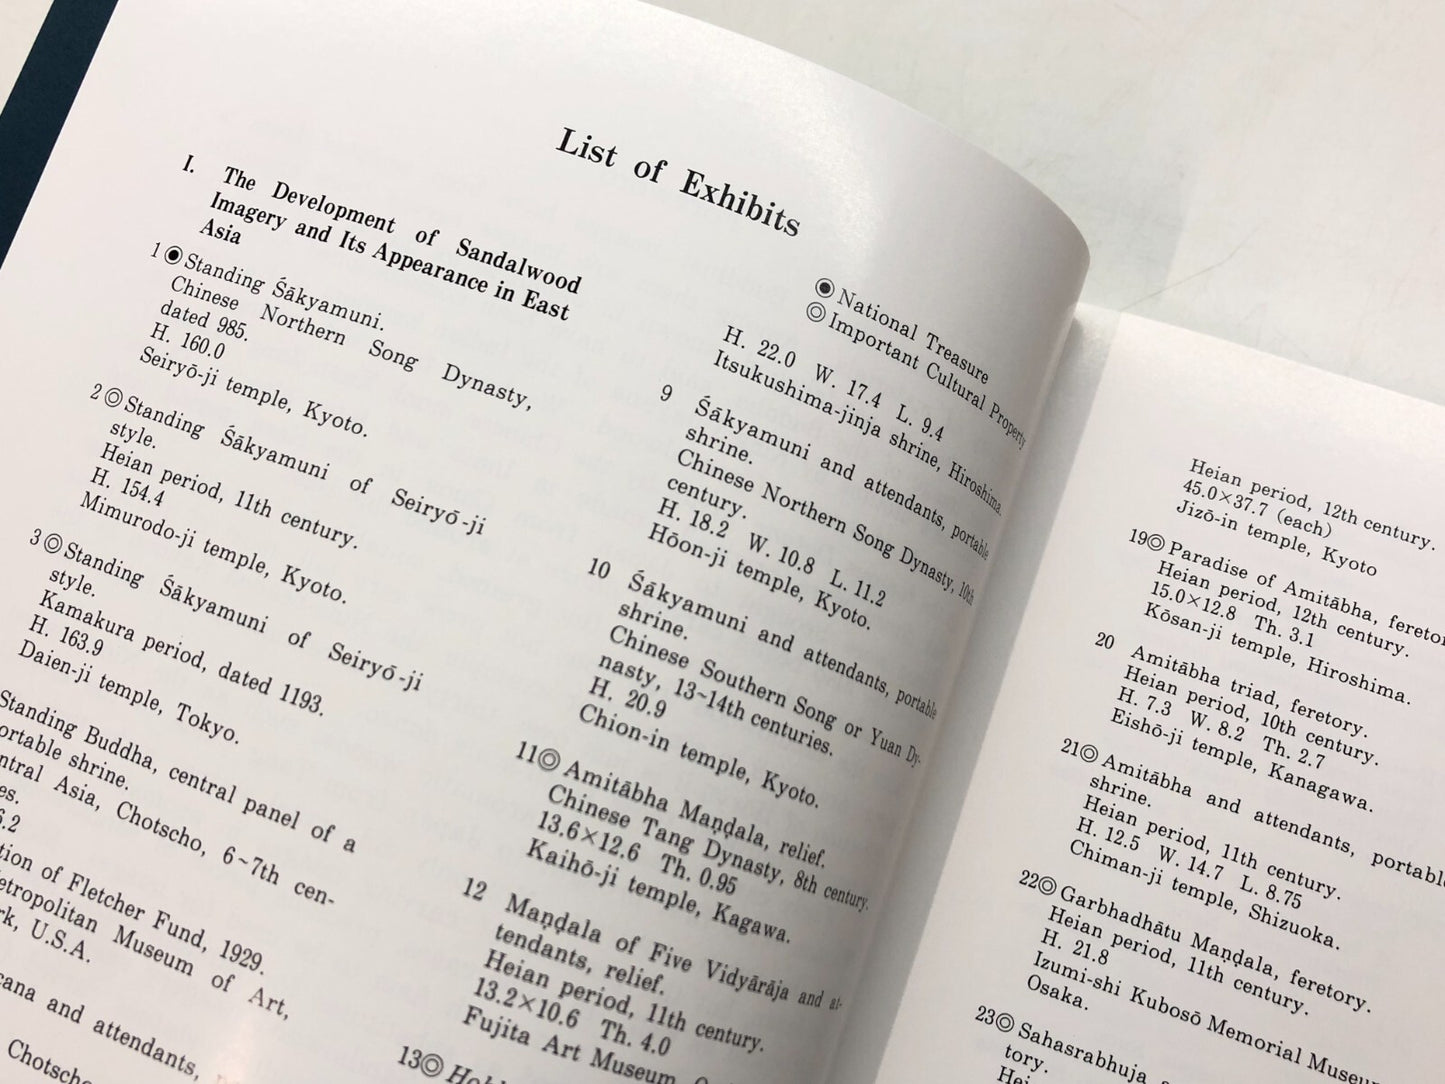 List of Exhibits
I. The Development of Sandalwood
Imagery and Its Appearance in East
Asia
1◉Standing Śākyamuni.
Chinese Northern Song Dynasty,
dated 985.
H. 160.0
Seiryō-ji temple, Kyoto.
2◎Standing Śākyamuni of Seiryō-ji
style.
Heian period, 11th century.
H. 154.4
Mimurodo-ji temple, Kyoto.
3◎Standing Śākyamuni of Seiryō-ji
style.
Kamakura period, dated 1193.
H. 163.9
Daien-ji temple, Tokyo.
Standing Buddha, central panel of a
ortable shrine.
ntral Asia, Chotscho, 6~7th cen-
es.
6.2
tion of Fletcher Fund, 1929.
etropolitan Museum of Art,
rk, U.S.A.
cana and attendants,
Chotscho
◉National Treasure
◎Important Cultural Property
H. 22.0 W. 17.4 L. 9.4
Itsukushima-jinja shrine, Hiroshima.
9 Śākyamuni and attendants, portable
shrine.
Chinese Northern Song Dynasty, 10th
century.
H. 18.2 W. 10.8 L. 11.2
Hōon-ji temple, Kyoto.
10 Śākyamuni and attendants, portable
shrine.
Chinese Southern Song or Yuan Dy-
nasty, 13~14th centuries.
H. 20.9
Chion-in temple, Kyoto.
11◎Amitābha Maṇḍala, relief.
Chinese Tang Dynasty, 8th century.
13.6×12.6 Th. 0.95
Kaihō-ji temple, Kagawa.
12 Maṇḍala of Five Vidyārāja and at-
tendants, relief.
Heian period, 11th century.
13.2×10.6 Th. 4.0
Fujita Art Museum
13◎
Heian period, 12th century.
45.0×37.7 (each)
Jizō-in temple, Kyoto
19◎Paradise of Amitābha, feretor
Heian period, 12th century.
15.0×12.8 Th. 3.1
Kōsan-ji temple, Hiroshima.
20 Amitābha triad, feretory.
Heian period, 10th century.
H. 7.3 W. 8.2 Th. 2.7
Eishō-ji temple, Kanagawa.
21◎Amitābha and attendants, portable
shrine.
Heian period, 11th century.
H. 12.5 W. 14.7 L. 8.75
Chiman-ji temple, Shizuoka.
22◎Garbhadhātu Maṇḍala, feretory.
Heian period, 11th century.
H. 21.8
Izumi-shi Kubosō Memorial Museu
Osaka.
23◎Sahasrabhuja
tory.
Hei